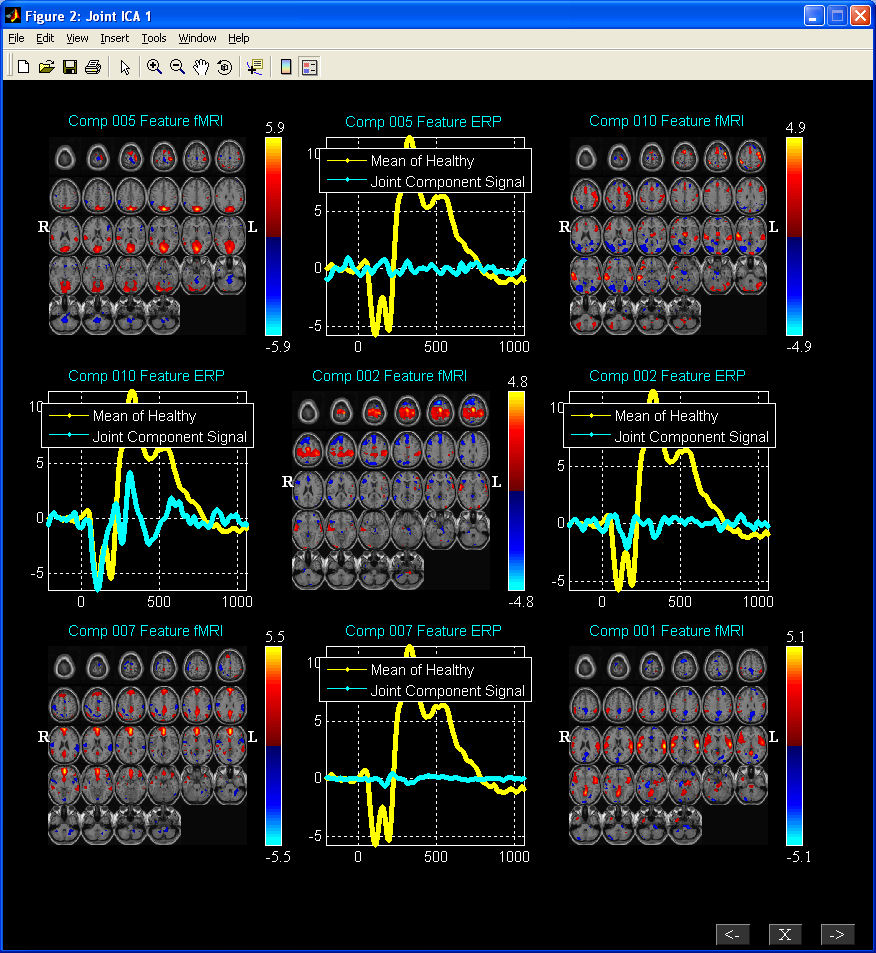 Figure 2: Joint ICA 1
File Edit View Insert Tools Window Help
Comp 005 Feature fMRI
5.9
R
L
-5.9
Comp 005 Feature ERP
10
Mean of Healthy
Joint Component Signal
5
0
-5
0 500 1000
Comp 010 Feature fMRI
4.9
R
L
-4.9
Comp 010 Feature ERP
10
Mean of Healthy
Joint Component Signal
5
0
-5
0 500 1000
Comp 002 Feature fMRI
4.8
R
L
-4.8
Comp 002 Feature ERP
10
Mean of Healthy
Joint Component Signal
5
0
-5
0 500 1000
Comp 007 Feature fMRI
5.5
R
L
-5.5
Comp 007 Feature ERP
10
Mean of Healthy
Joint Component Signal
5
0
-5
0 500 1000
Comp 001 Feature fMRI
5.1
R
L
-5.1
<- X ->